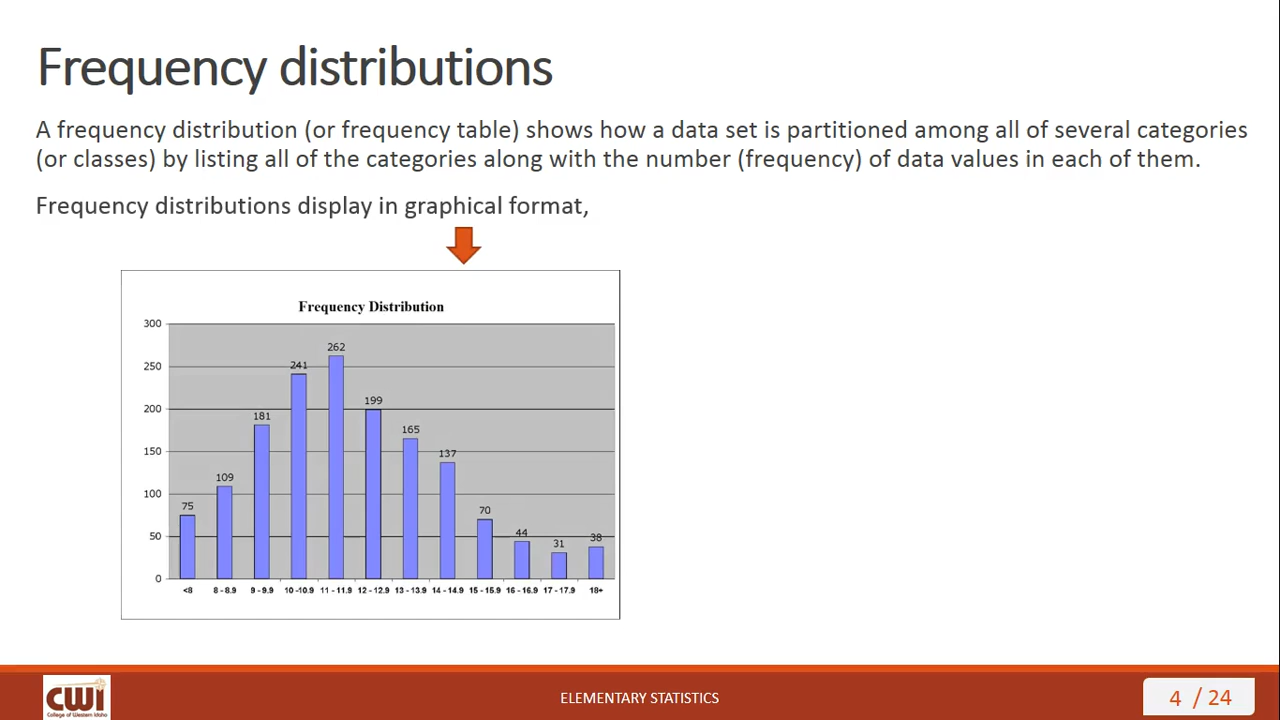 Frequency distributions
A frequency distribution (or frequency table) shows how a data set is partitioned among all of several categories
(or classes) by listing all of the categories along with the number (frequency) of data values in each of them.
Frequency distributions display in graphical format,
Frequency Distribution
300
250
200
150
100
50
0
75
109
181
241
262
199
165
137
70
44
31
38
<8
8 - 8.9
9 - 9.9
10 -10.9
11 - 11.9
12 - 12.9
13 - 13.9
14 - 14.9
15 - 15.9
16 - 16.9
17 - 17.9
18+
CWI
College of Western Idaho
ELEMENTARY STATISTICS
4 / 24